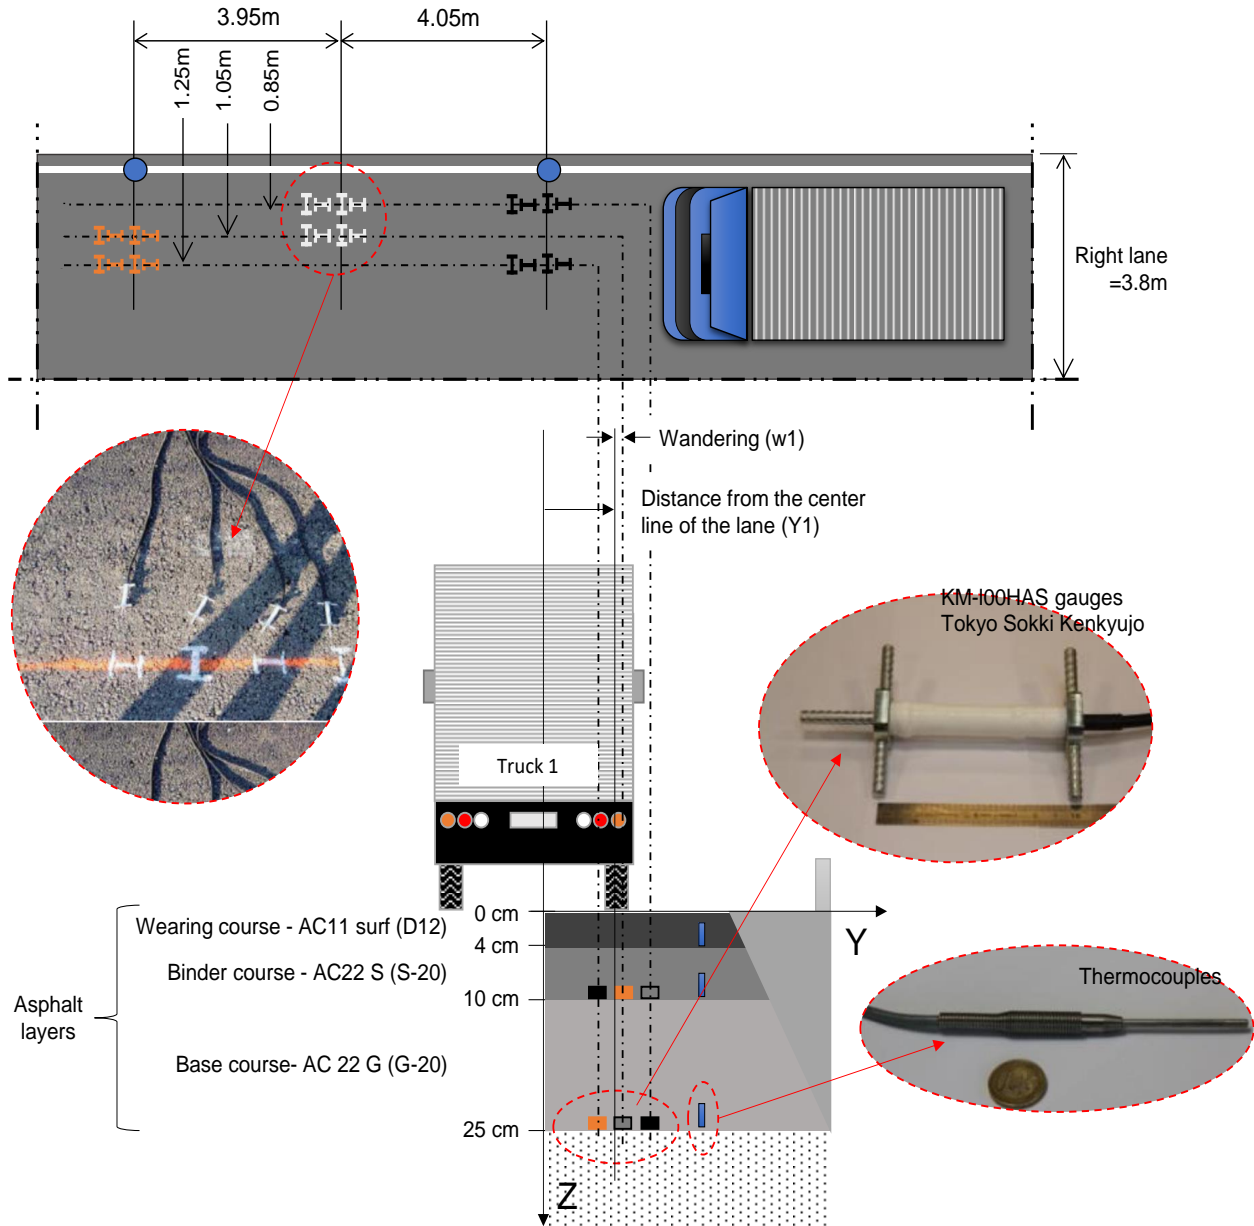 3.95m
4.05m
1.25m
1.05m
0.85m
Right lane
=3.8m
Wandering (w1)
Distance from the center
line of the lane (Y1)
KM-I00HAS gauges
Tokyo Sokki Kenkyujo
Truck 1
0 cm
Wearing course - AC11 surf (D12)
4 cm
Y
Binder course - AC22 S (S-20)
Thermocouples
10 cm
Asphalt
layers
Base course- AC 22 G (G-20)
25 cm
Z